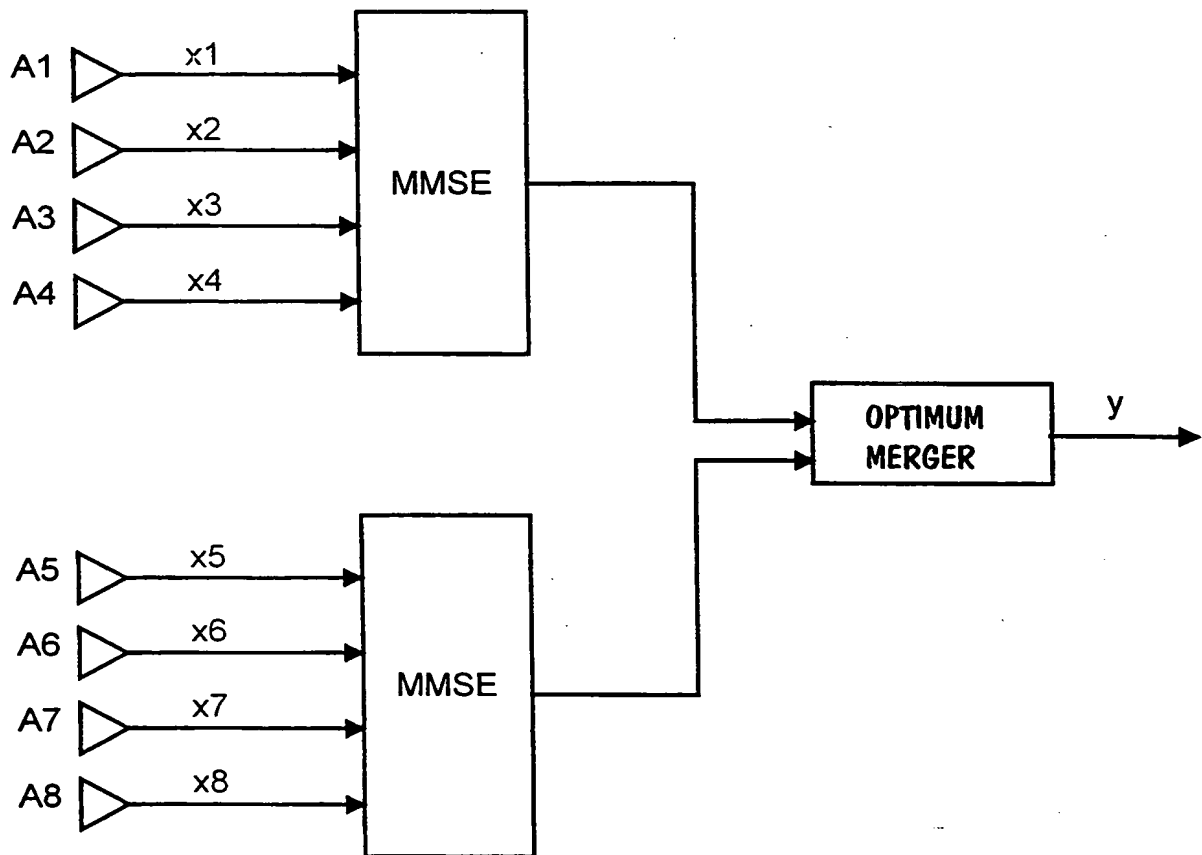 A1 x1
A2 x2
A3 x3
A4 x4
MMSE
OPTIMUM
MERGER
y
A5 x5
A6 x6
A7 x7
A8 x8
MMSE